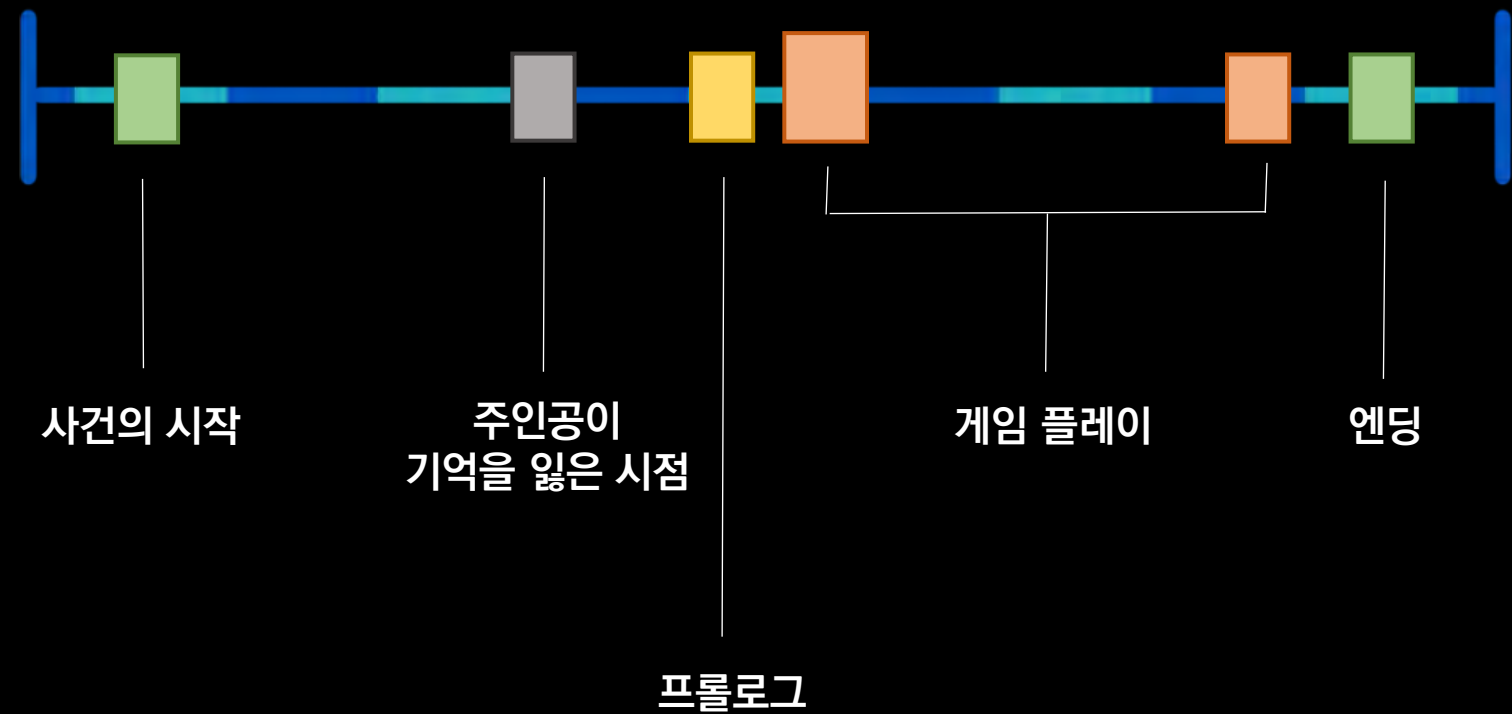 사건의 시작
주인공이
기억을 잃은 시점
게임 플레이
엔딩
프롤로그